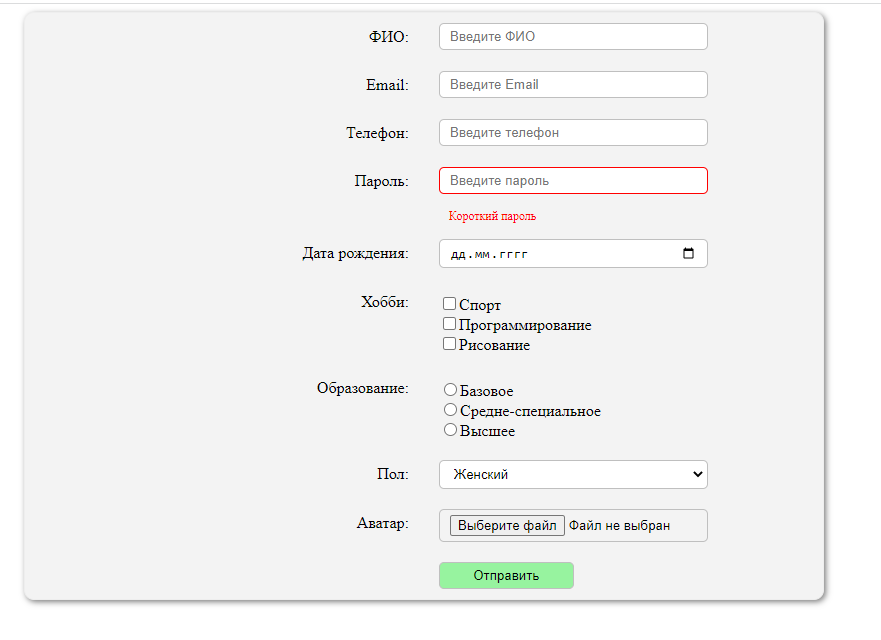 ФИО: Введите ФИО
Email: Введите Email
Телефон: Введите телефон
Пароль: Введите пароль
Короткий пароль
Дата рождения: дд.мм.гггг
Хобби: Спорт
Программирование
Рисование
Образование: Базовое
Средне-специальное
Высшее
Пол: Женский
Аватар: Выберите файл Файл не выбран
Отправить